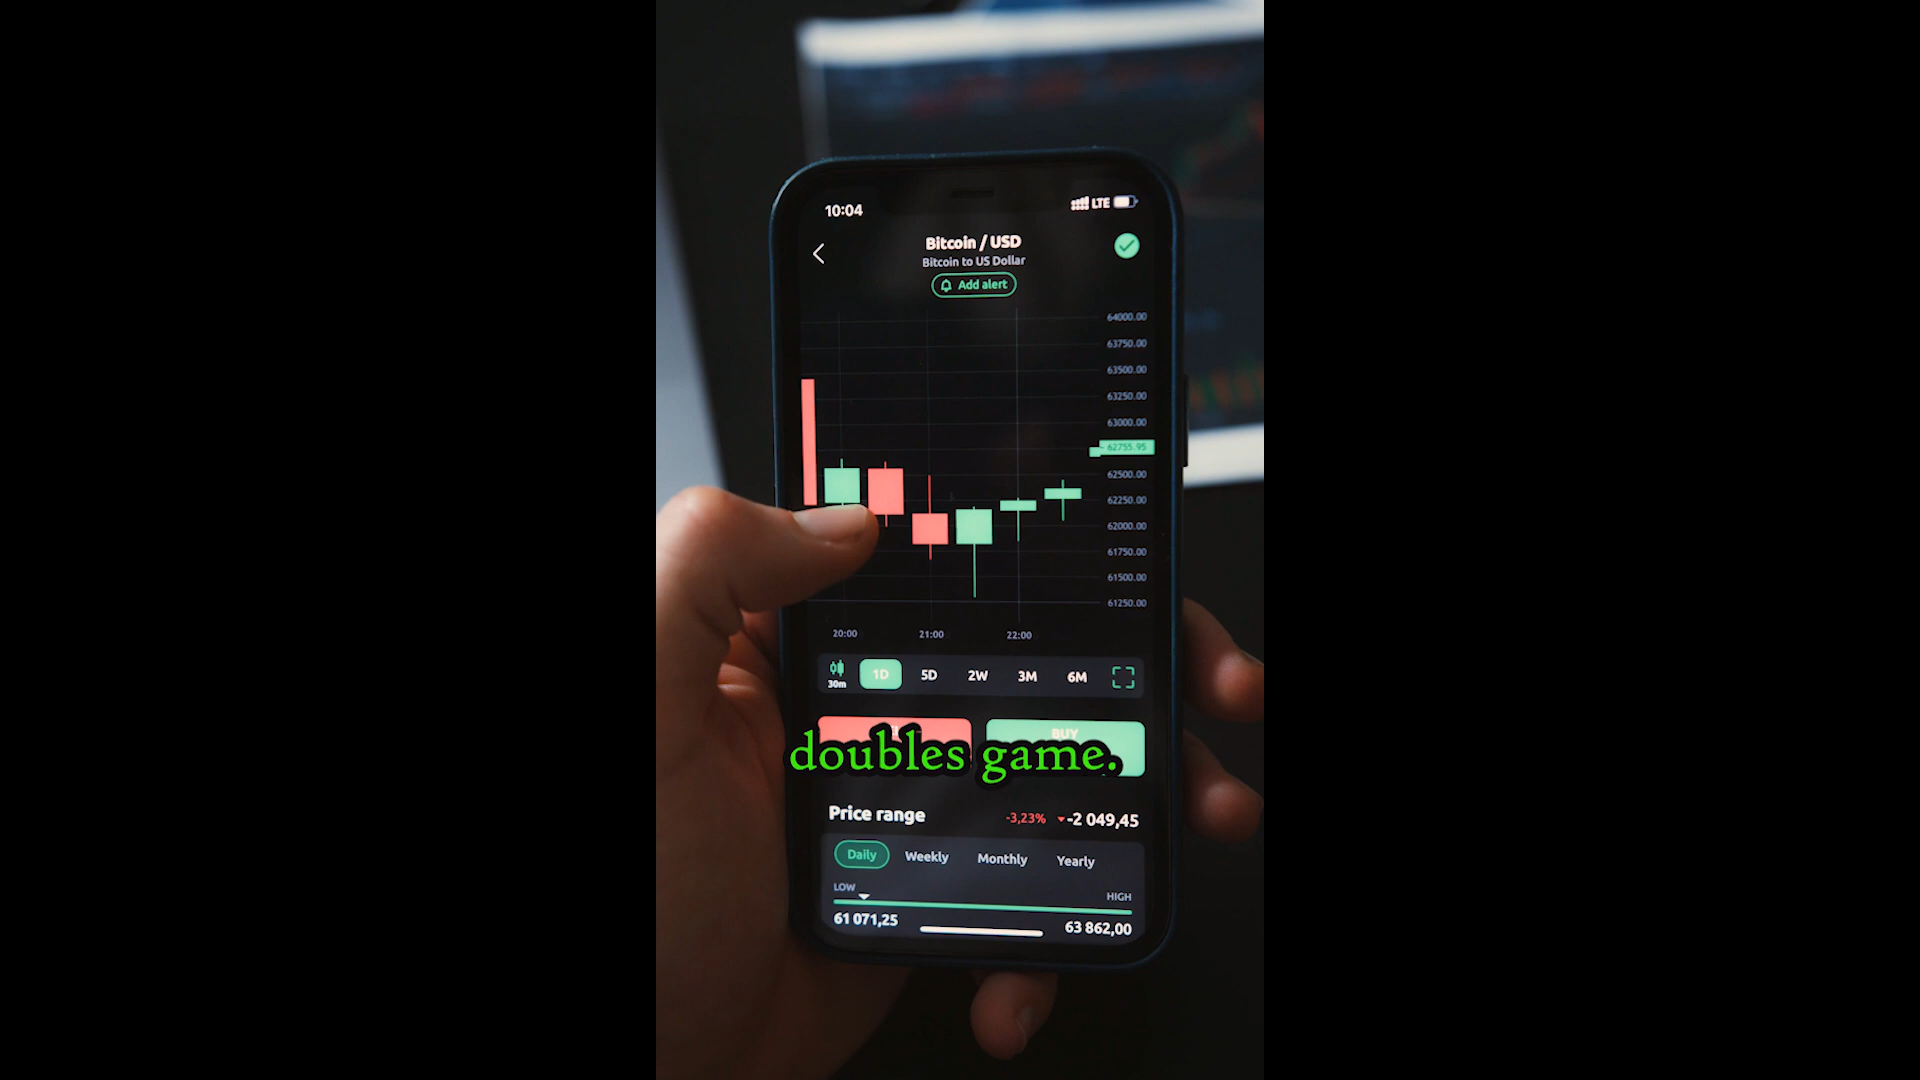 10:04
LTE
Bitcoin / USD
Bitcoin to US Dollar
Add alert
64000.00
63750.00
63500.00
63250.00
63000.00
62755.95
62500.00
62250.00
62000.00
61750.00
61500.00
61250.00
20:00 21:00 22:00
30m 1D 5D 2W 3M 6M
BUY
doubles game.
Price range -3,23% -2 049,45
Daily Weekly Monthly Yearly
LOW HIGH
61 071,25 63 862,00